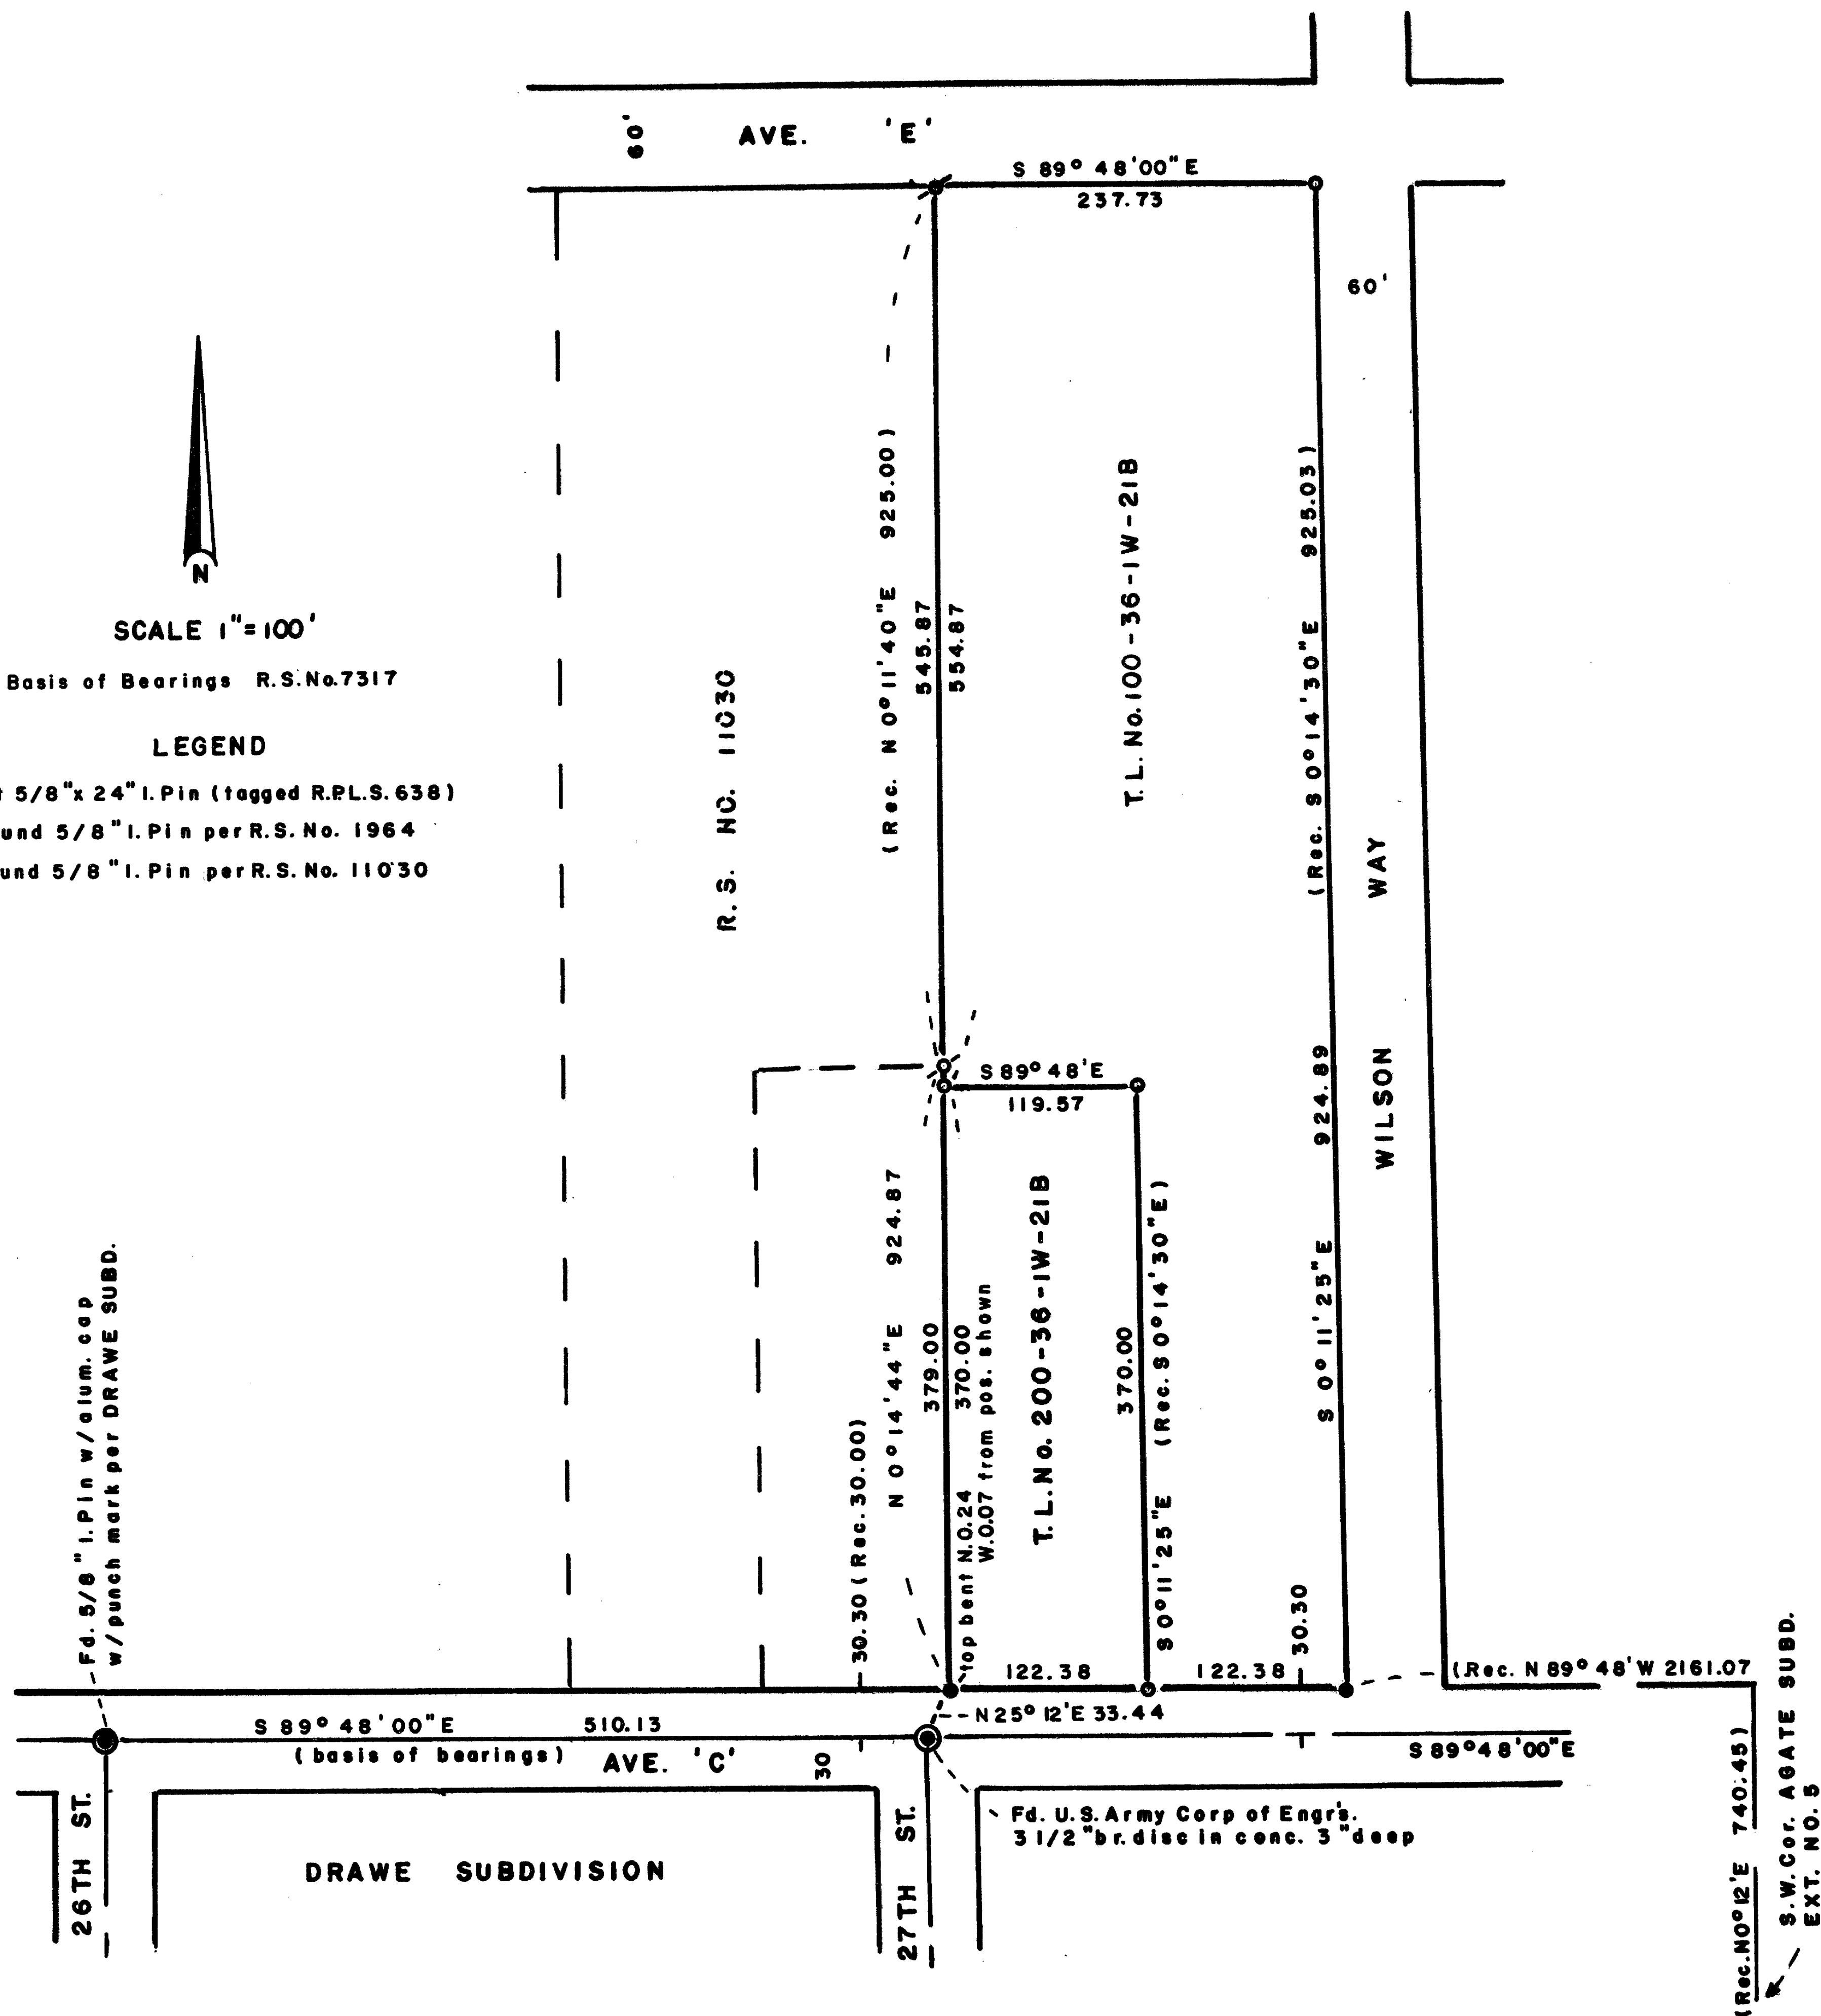 60'
AVE. 'E'
S 89° 48'00"E
237.73
60'
N
SCALE 1"=100'
Basis of Bearings R.S.No.7317
LEGEND
5/8"x 24" I.Pin (tagged R.P.L.S.638)
und 5/8" I.Pin per R.S. No. 1964
und 5/8" I.Pin per R.S. No. 11030
R.S. NO. 11030
(Rec. N 0°11'40"E 925.00)
545.87
554.87
T.L.No.100-36-1W-21B
(Rec. S 0°14'30"E 925.03)
S 0°11'25"E 924.89
WILSON WAY
S 89° 48'E
119.57
N 0°14'44"E 924.87
379.00
370.00
top bent N.0.24
W.0.07 from pos. shown
T.L.No. 200-36-1W-21B
370.00
S 0°11'25"E (Rec. S 0°14'30"E)
30.30 (Rec. 30.00)
30.30
122.38
122.38
(Rec. N 89° 48'W 2161.07
Fd. 5/8" I.Pin w/alum. cap
w/punch mark per DRAWE SUBD.
S 89° 48'00"E 510.13
(basis of bearings)
AVE. 'C'
30
N 25° 12'E 33.44
S 89°48'00"E
Fd. U.S.Army Corp of Engr's.
3 1/2"br. disc in conc. 3"deep
26TH ST.
27TH ST.
DRAWE SUBDIVISION
(Rec. N0°12'E 740.45)
S.W. Cor. AGATE SUBD.
EXT. NO. 5